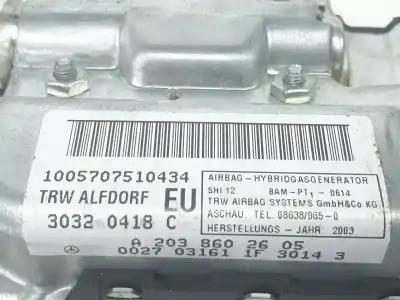 1005707510434
TRW ALFDORF EU
3032 0418 C
AIRBAG - HYBRIDGASGENERATOR
SHI 12 BAM - PT1 - 0614
TRW AIRBAG SYSTEMS GmbH&Co KG
ASCHAU. TEL. 08638/965-0
HERSTELLUNGS - JAHR 2003
A 203 860 26 05
0027 03161 1F 3014 3